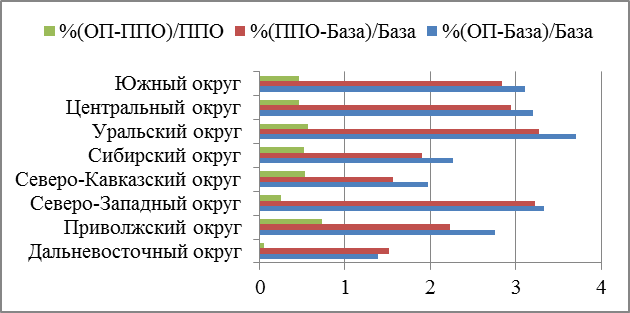 %(ОП-ППО)/ППО %(ППО-База)/База %(ОП-База)/База
Южный округ
Центральный округ
Уральский округ
Сибирский округ
Северо-Кавказский округ
Северо-Западный округ
Приволжский округ
Дальневосточный округ
0 1 2 3 4